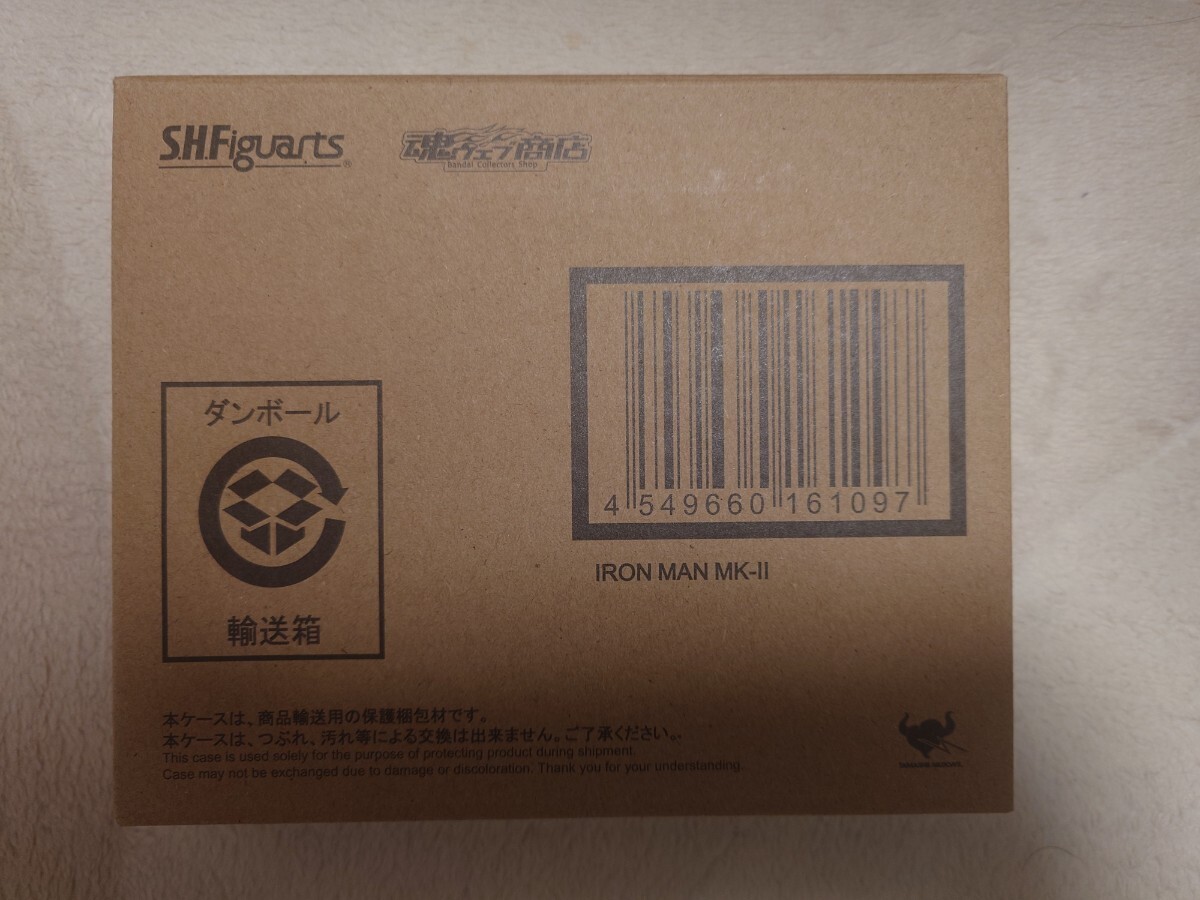 S.H.Figuarts®
魂ウェブ商店
Bandai Collectors Shop
4 549660 161097
IRON MAN MK-II
ダンボール
輸送箱
本ケースは、商品輸送用の保護梱包材です。
本ケースは、つぶれ、汚れ等による交換は出来ません。ご了承ください。
This case is used solely for the purpose of protecting product during shipment.
Case may not be exchanged due to damage or discoloration. Thank you for your understanding.
TAMASHII NATIONS